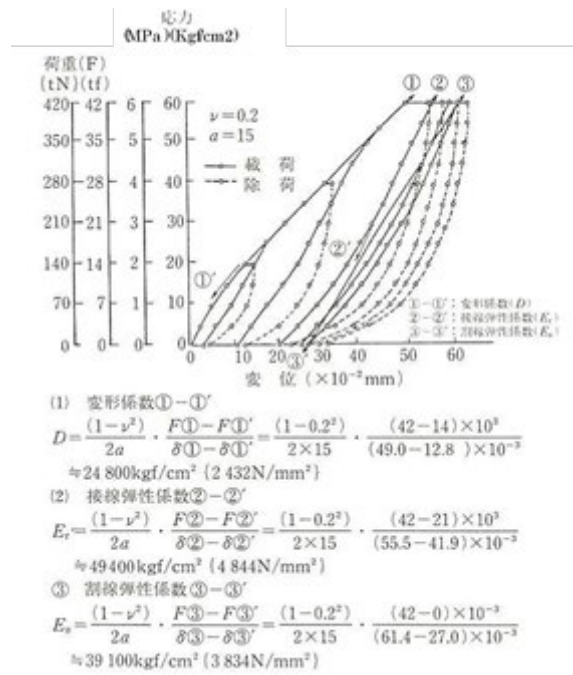 応力
(MPa)(Kgfcm2)
荷重(F)
(tN)(tf)
420 42 6 60
350 35 5 50
280 28 4 40
210 21 3 30
140 14 2 20
70 7 1 10
0 0 0 0
ν=0.2
a=15
載荷
除荷
① ② ③
①′
②′
③′
①-①′:変形係数(D)
②-②′:接線弾性係数(Et)
③-③′:割線弾性係数(Es)
0 10 20 30 40 50 60
変位 (×10⁻²mm)
(1) 変形係数①-①′
D=(1-ν²)/2a・(F①-F①′)/(δ①-δ①′)=(1-0.2²)/2×15・(42-14)×10³/(49.0-12.8 )×10⁻³
≒24 800kgf/cm² {2 432N/mm²}
(2) 接線弾性係数②-②′
Et=(1-ν²)/2a・(F②-F②′)/(δ②-δ②′)=(1-0.2²)/2×15・(42-21)×10³/(55.5-41.9)×10⁻³
≒49400kgf/cm² {4 844N/mm²}
③ 割線弾性係数③-③′
Es=(1-ν²)/2a・(F③-F③′)/(δ③-δ③′)=(1-0.2²)/2×15・(42-0)×10⁻³/(61.4-27.0)×10⁻³
≒39 100kgf/cm² {3 834N/mm²}